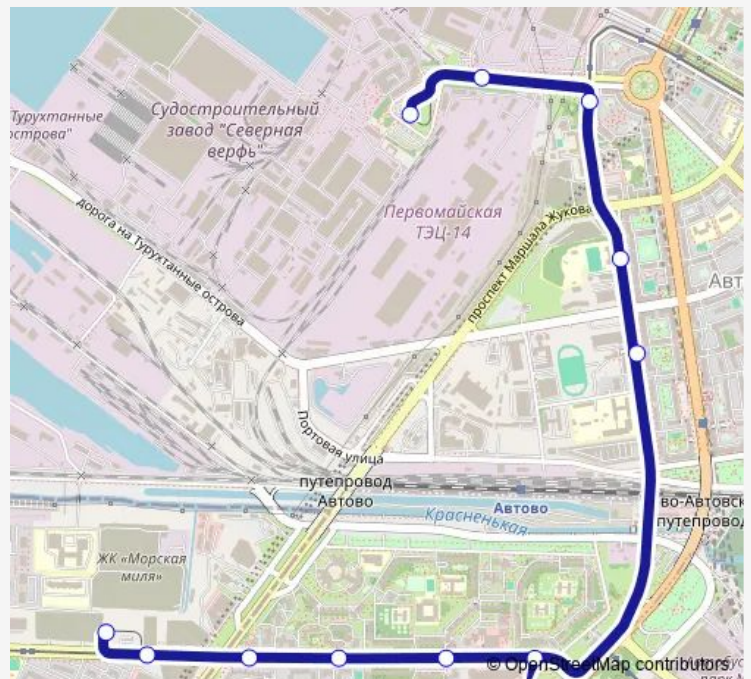 Судостроительный
завод "Северная
верфь"
Турухтанные
острова"
дорога на Турухтанные острова
Первомайская
ТЭЦ-14
проспект Маршала Жукова
Авт
Портовая улица
путепровод
Автово
Автово
Красненькая
во-Автовск
путепровод
ЖК «Морская
миля»
© OpenStreetMap contributors